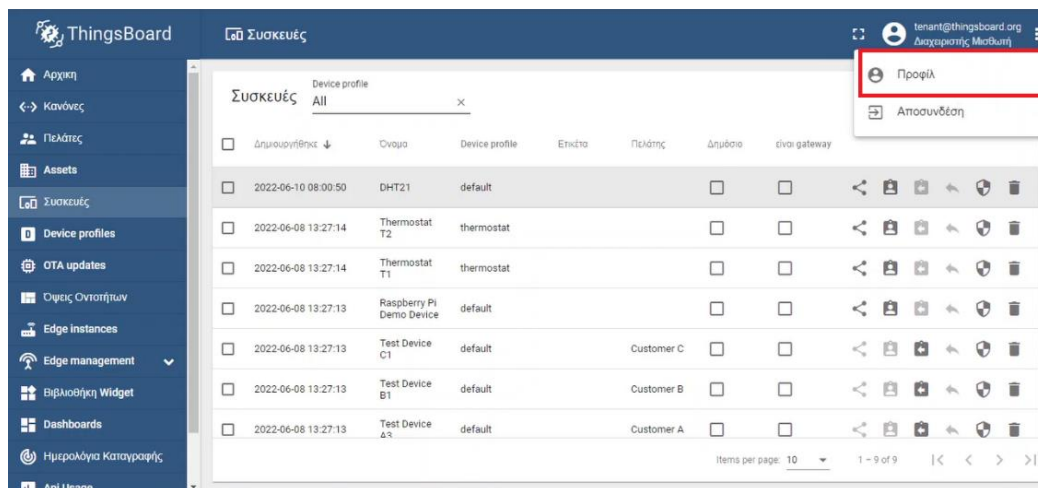 ThingsBoard
Συσκευές
tenant@thingsboard.org
Διαχειριστής Μισθωτή
Προφίλ
Αποσυνδέση
Αρχικη
Κανόνες
Πελάτες
Assets
Συσκευές
Device profiles
OTA updates
Όψεις Οντοτήτων
Edge instances
Edge management
Βιβλιοθήκη Widget
Dashboards
Ημερολόγια Καταγραφής
Api Usage
Συσκευές
Device profile
All
Δημιουργήθηκε Όνομα Device profile Ετικέτα Πελάτης Δημόσιο είναι gateway
2022-06-10 08:00:50 DHT21 default
2022-06-08 13:27:14 Thermostat T2 thermostat
2022-06-08 13:27:14 Thermostat T1 thermostat
2022-06-08 13:27:13 Raspberry Pi Demo Device default
2022-06-08 13:27:13 Test Device C1 default Customer C
2022-06-08 13:27:13 Test Device B1 default Customer B
2022-06-08 13:27:13 Test Device A3 default Customer A
Items per page: 10 1 – 9 of 9